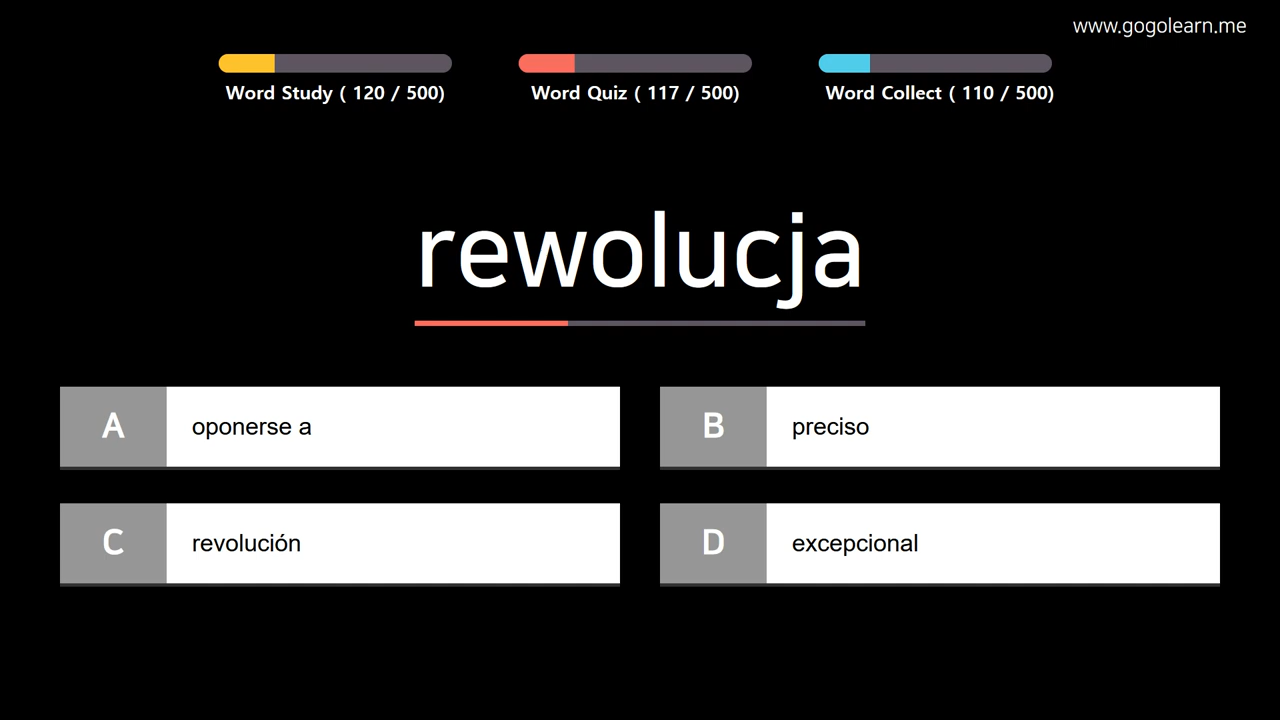 www.gogolearn.me
Word Study ( 120 / 500)
Word Quiz ( 117 / 500)
Word Collect ( 110 / 500)
rewolucja
A oponerse a
B preciso
C revolución
D excepcional